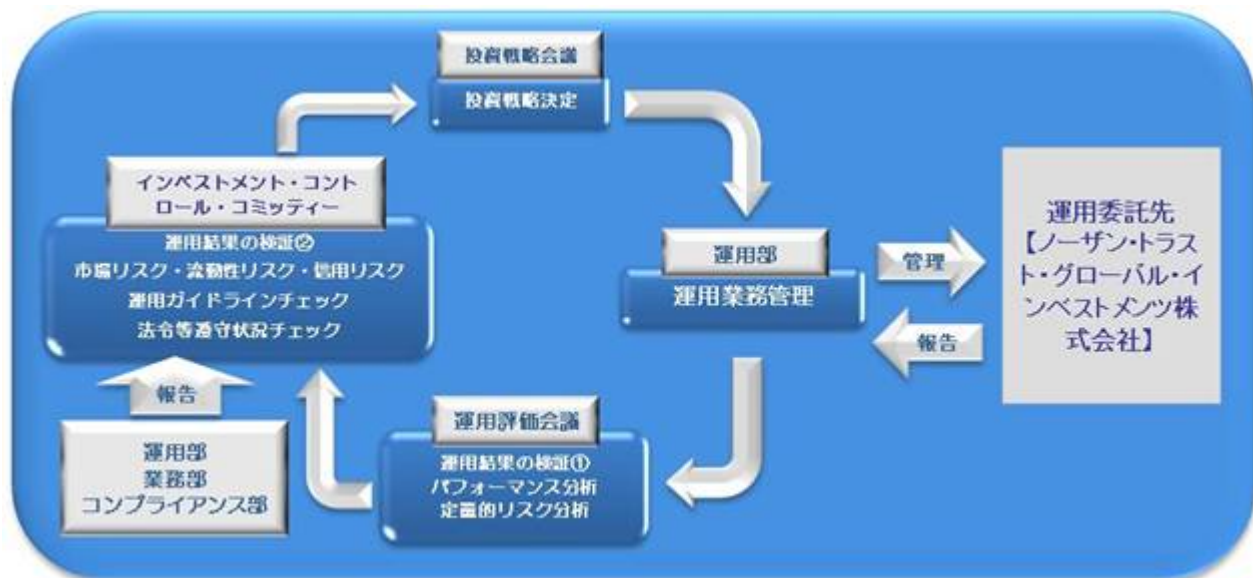 投資戦略会議
投資戦略決定
インベストメント・コント
ロール・コミッティー
運用結果の検証②
市場リスク・流動性リスク・信用リスク
運用ガイドラインチェック
法令等遵守状況チェック
運用部
運用業務管理
管理
報告
運用委託先
【ノーザン・トラス
ト・グローバル・イ
ンベストメンツ株
式会社】
運用評価会議
運用結果の検証①
パフォーマンス分析
定量的リスク分析
報告
運用部
業務部
コンプライアンス部